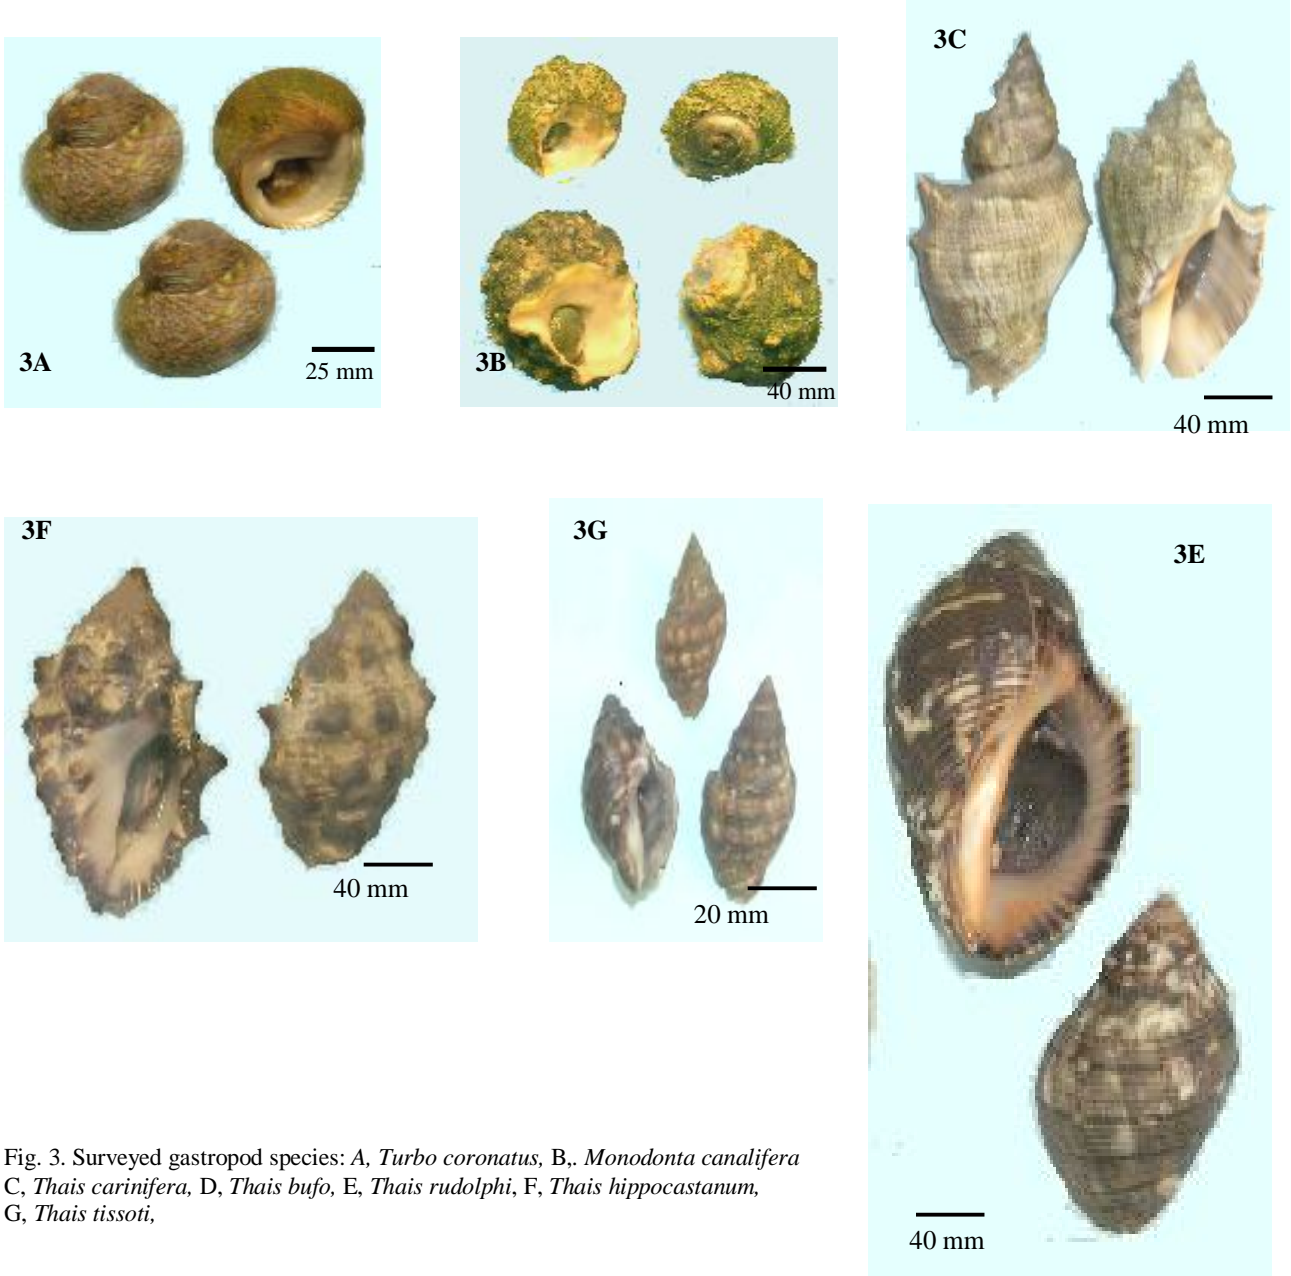 3A
25 mm
3B
40 mm
3C
40 mm
3F
40 mm
3G
20 mm
3E
40 mm
Fig. 3. Surveyed gastropod species: A, Turbo coronatus, B,. Monodonta canalifera
C, Thais carinifera, D, Thais bufo, E, Thais rudolphi, F, Thais hippocastanum,
G, Thais tissoti,